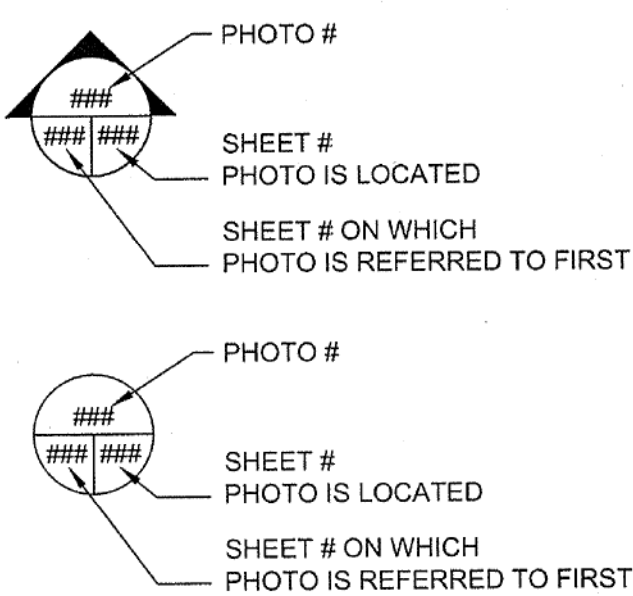 PHOTO #
###
### ###
SHEET #
PHOTO IS LOCATED
SHEET # ON WHICH
PHOTO IS REFERRED TO FIRST
PHOTO #
###
### ###
SHEET #
PHOTO IS LOCATED
SHEET # ON WHICH
PHOTO IS REFERRED TO FIRST